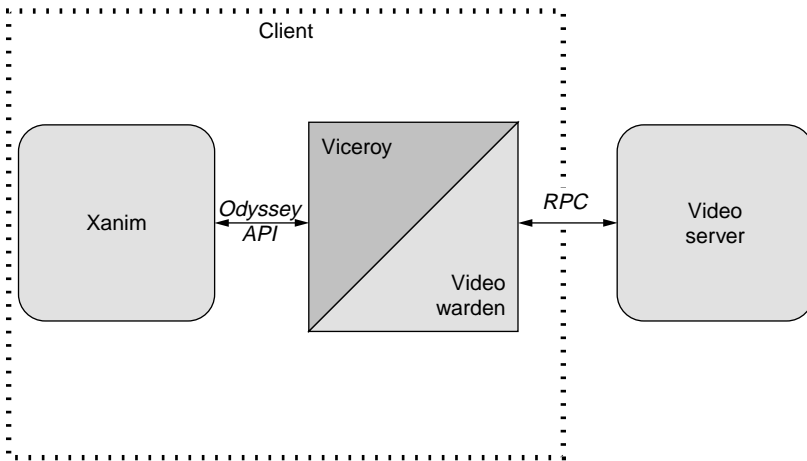 Client
Viceroy
Xanim
Odyssey
API
Video
warden
RPC
Video
server